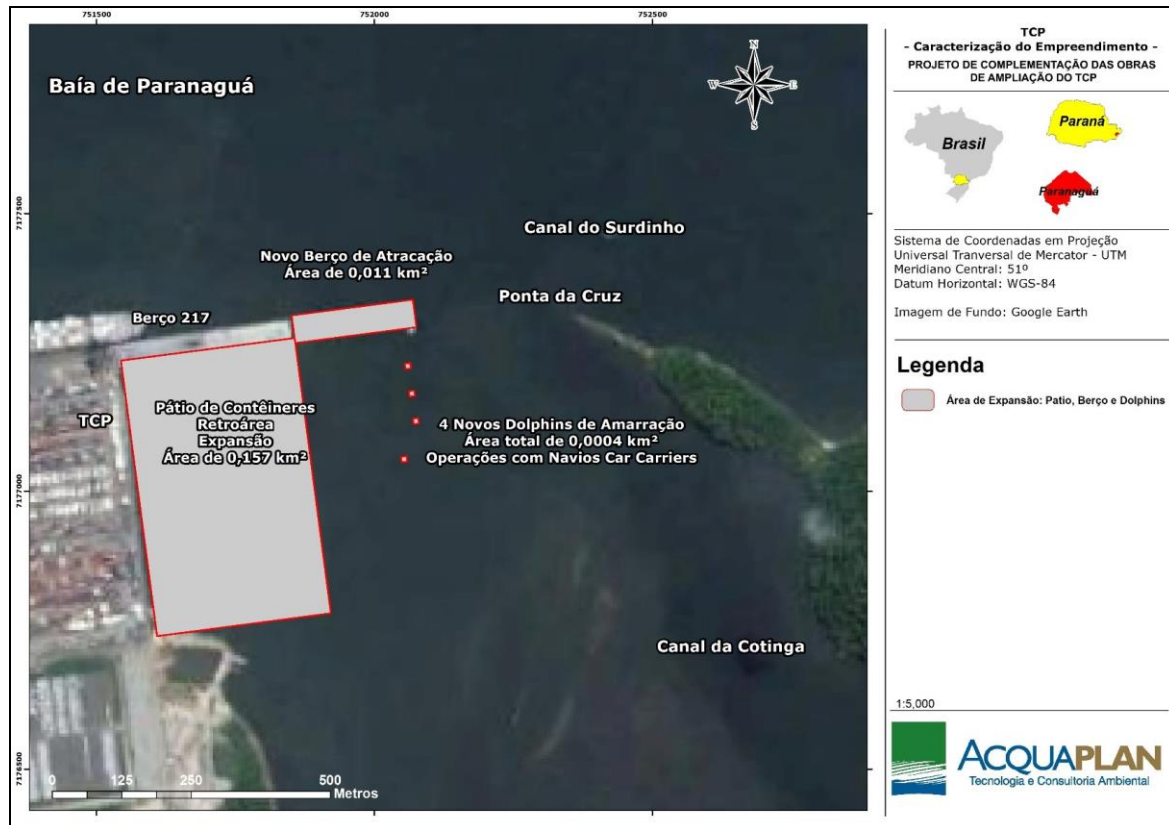 751500
752000
752500
7177500
7177000
7176500
Baía de Paranaguá
N
W
E
S
Canal do Surdinho
Novo Berço de Atracação
Área de 0,011 km²
Ponta da Cruz
Berço 217
TCP
Pátio de Contêineres
Retroárea
Expansão
Área de 0,157 km²
4 Novos Dolphins de Amarração
Área total de 0,0004 km²
Operações com Navios Car Carriers
Canal da Cotinga
0 125 250 500
Metros
TCP
- Caracterização do Empreendimento -
PROJETO DE COMPLEMENTAÇÃO DAS OBRAS
DE AMPLIAÇÃO DO TCP
Brasil
Paraná
Paranaguá
Sistema de Coordenadas em Projeção
Universal Tranversal de Mercator - UTM
Meridiano Central: 51º
Datum Horizontal: WGS-84
Imagem de Fundo: Google Earth
Legenda
Área de Expansão: Patio, Berço e Dolphins
1:5,000
ACQUAPLAN
Tecnologia e Consultoria Ambiental